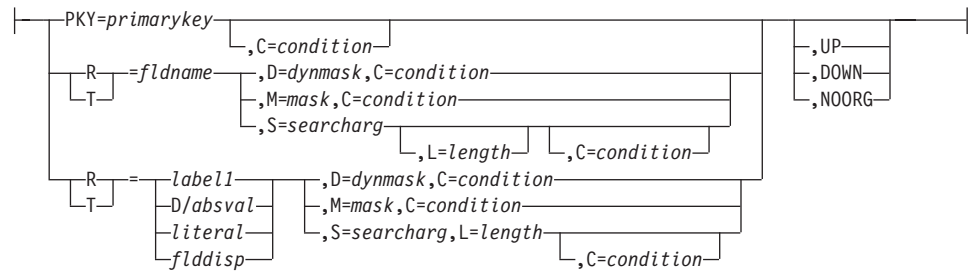 PKY=primarykey
,C=condition ,UP
R =fldname ,D=dynmask,C=condition ,DOWN
T ,M=mask,C=condition ,NOORG
,S=searcharg
,L=length ,C=condition
R = label1 ,D=dynmask,C=condition
T D/absval ,M=mask,C=condition
literal ,S=searcharg,L=length
flddisp ,C=condition